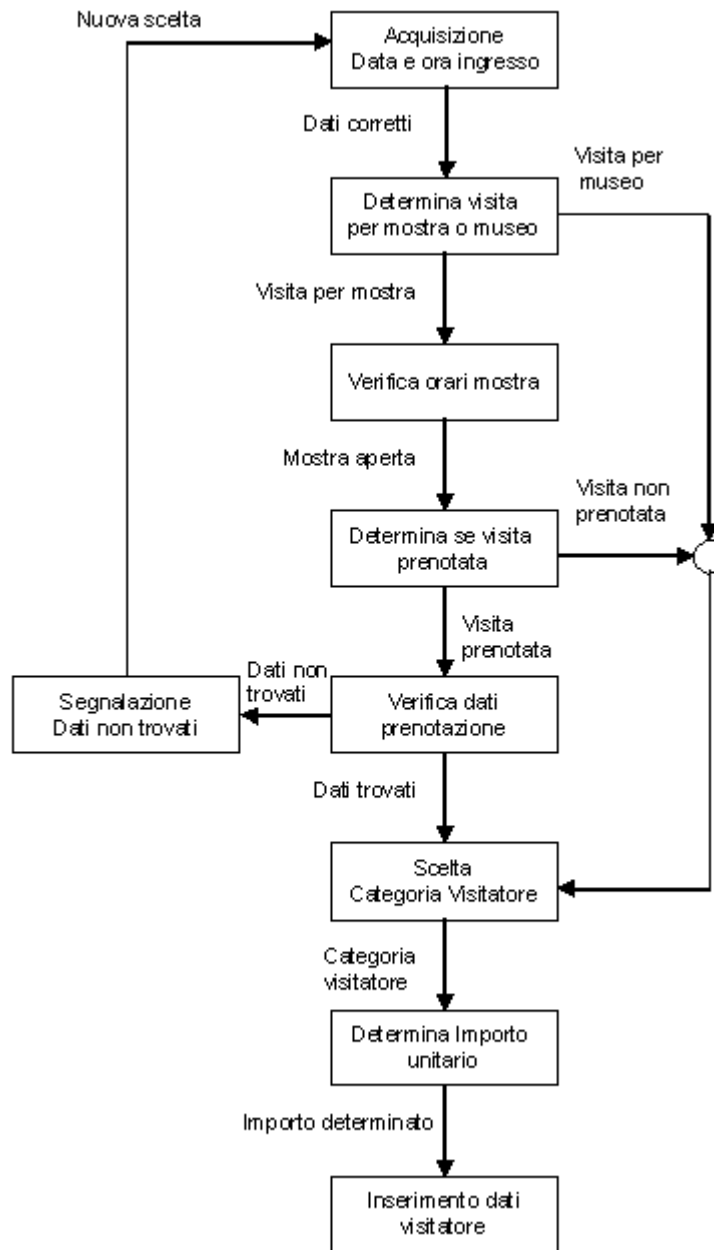 Nuova scelta
Acquisizione
Data e ora ingresso
Dati corretti
Visita per
museo
Determina visita
per mostra o museo
Visita per mostra
Verifica orari mostra
Mostra aperta
Visita non
prenotata
Determina se visita
prenotata
Visita
prenotata
Dati non
trovati
Segnalazione
Dati non trovati
Verifica dati
prenotazione
Dati trovati
Scelta
Categoria Visitatore
Categoria
visitatore
Determina Importo
unitario
Importo determinato
Inserimento dati
visitatore